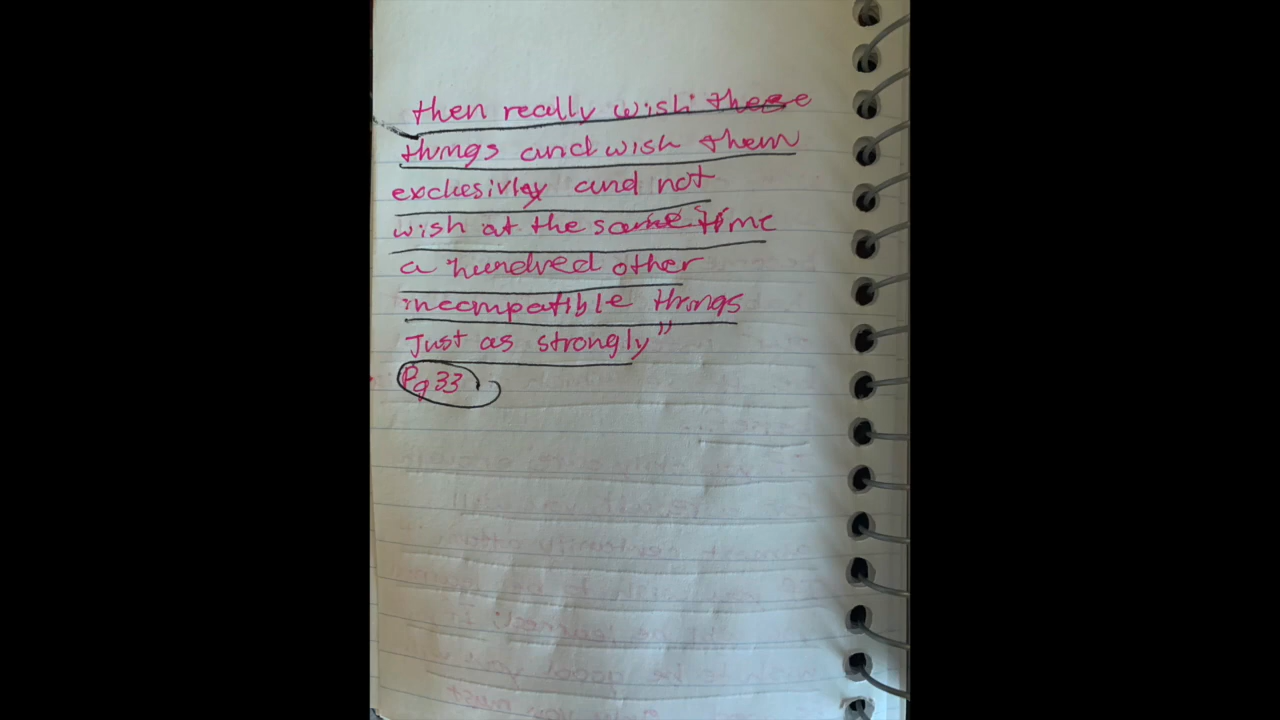 then really wish these
things and wish them
exclusivley and not
wish at the same time
a hundred other
incompatible things
Just as strongly"
Pg 33